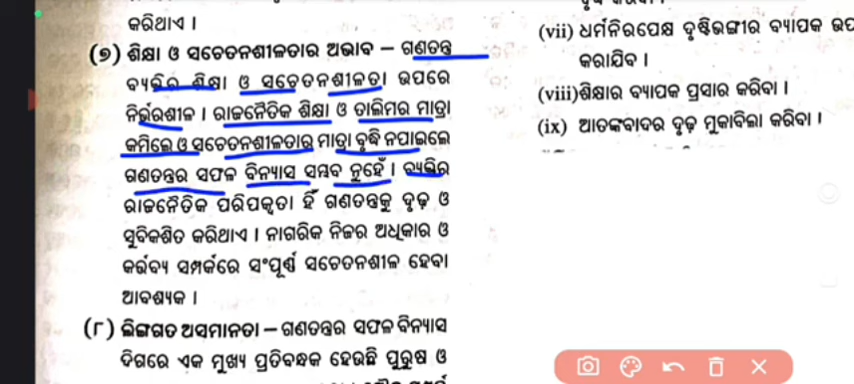 କରିଥାଏ ।
(୭) ଶିକ୍ଷା ଓ ସଚେତନଶୀଳତାର ଅଭାବ – ଗଣତନ୍ତ୍ର
ବ୍ୟକ୍ତିର ଶିକ୍ଷା ଓ ସଚେତନଶୀଳତା ଉପରେ
ନିର୍ଭରଶୀଳ । ରାଜନୈତିକ ଶିକ୍ଷା ଓ ତାଲିମର ମାତ୍ରା
କମିଲେ ଓ ସଚେତନଶୀଳତାର ମାତ୍ରା ବୃଦ୍ଧି ନପାଇଲେ
ଗଣତନ୍ତ୍ରର ସଫଳ ବିନ୍ୟାସ ସମ୍ଭବ ନୁହେଁ । ବ୍ୟକ୍ତିର
ରାଜନୈତିକ ପରିପକ୍ୱତା ହିଁ ଗଣତନ୍ତ୍ରକୁ ଦୃଢ଼ ଓ
ସୁବିକଶିତ କରିଥାଏ । ନାଗରିକ ନିଜର ଅଧିକାର ଓ
କର୍ତ୍ତବ୍ୟ ସମ୍ପର୍କରେ ସଂପୂର୍ଣ୍ଣ ସଚେତନଶୀଳ ହେବା
ଆବଶ୍ୟକ ।
(୮) ଲିଙ୍ଗଗତ ଅସମାନତା – ଗଣତନ୍ତ୍ରର ସଫଳ ବିନ୍ୟାସ
ଦିଗରେ ଏକ ମୁଖ୍ୟ ପ୍ରତିବନ୍ଧକ ହେଉଛି ପୁରୁଷ ଓ
(vii) ଧର୍ମନିରପେକ୍ଷ ଦୃଷ୍ଟିଭଙ୍ଗୀର ବ୍ୟାପକ
କରାଯିବ ।
(viii) ଶିକ୍ଷାର ବ୍ୟାପକ ପ୍ରସାର କରିବା ।
(ix) ଆତଙ୍କବାଦର ଦୃଢ଼ ମୁକାବିଲା କରିବା ।